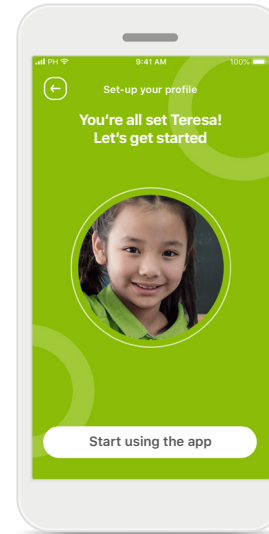 PH 9:41 AM 100%
Set-up your profile
You're all set Teresa!
Let's get started
Start using the app